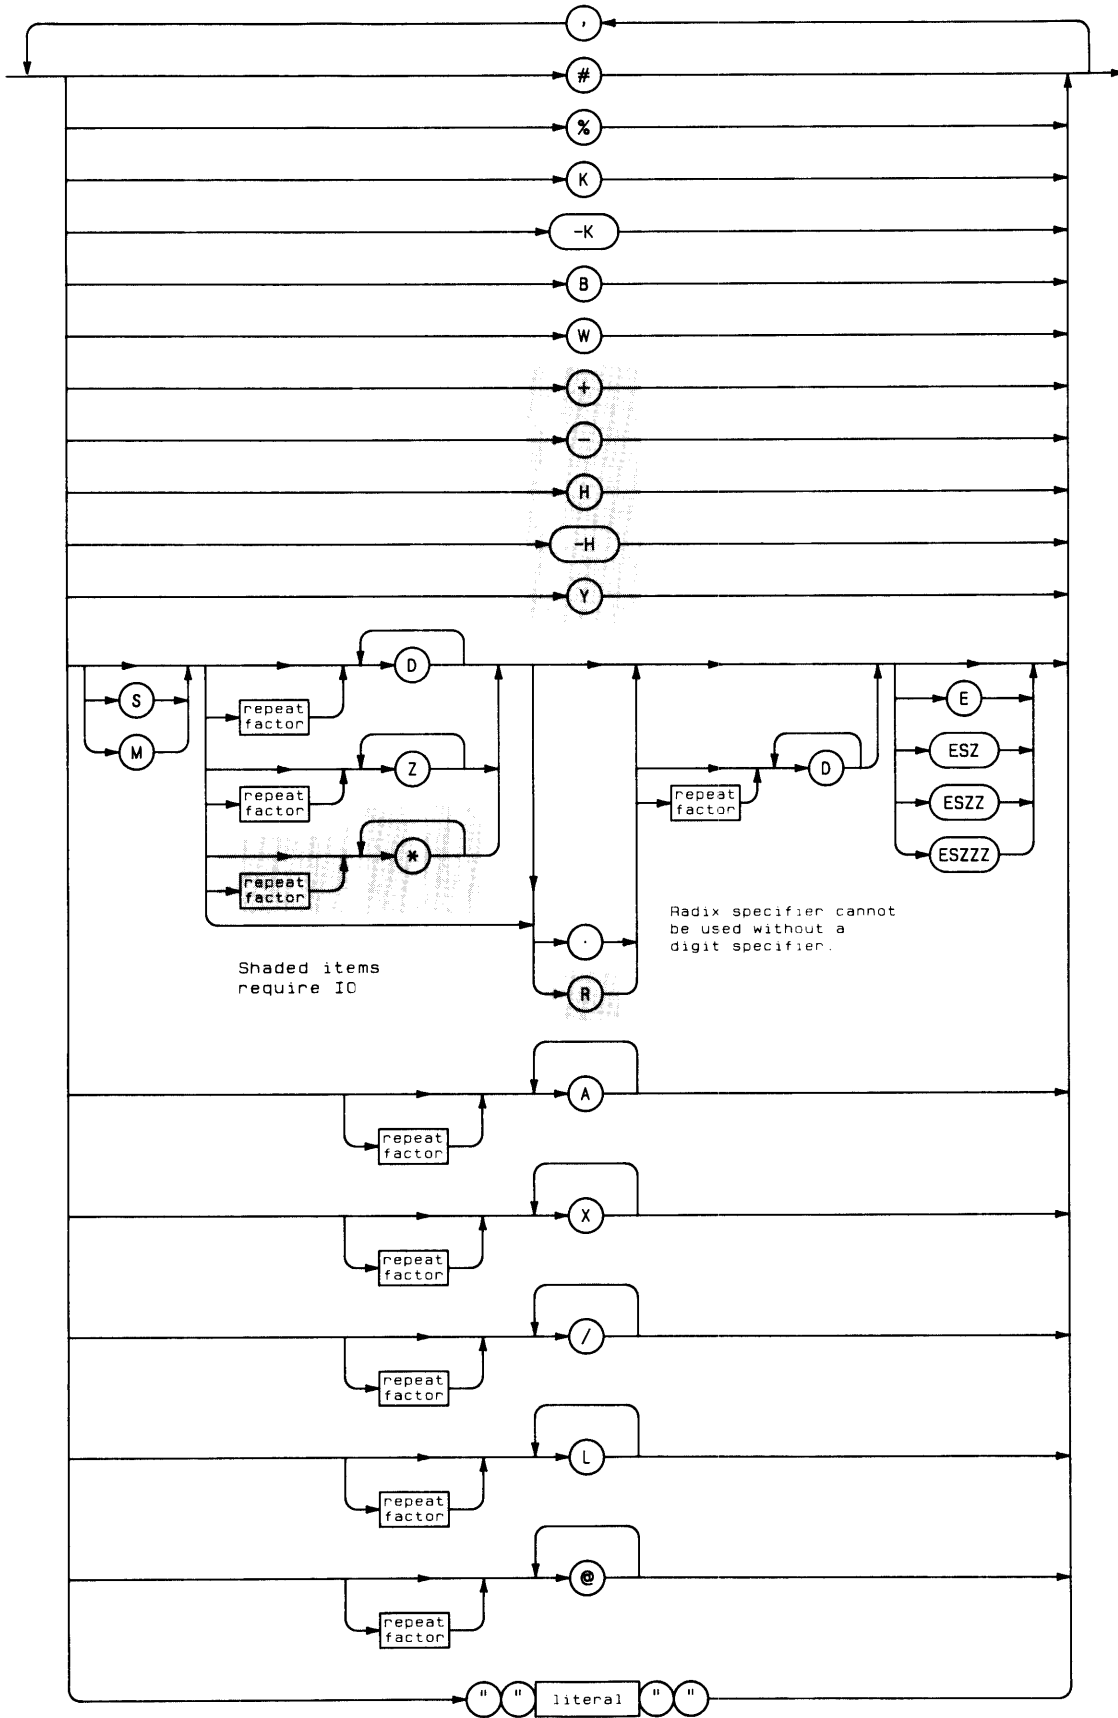 ,
#
%
K
-K
B
W
+
-
H
-H
Y
D
S
repeat
factor
E
M
Z
D
ESZ
repeat
factor
repeat
factor
ESZZ
*
ESZZZ
repeat
factor
Radix specifier cannot
be used without a
digit specifier.
.
Shaded items
require IO
R
A
repeat
factor
X
repeat
factor
/
repeat
factor
L
repeat
factor
@
repeat
factor
" " literal " "